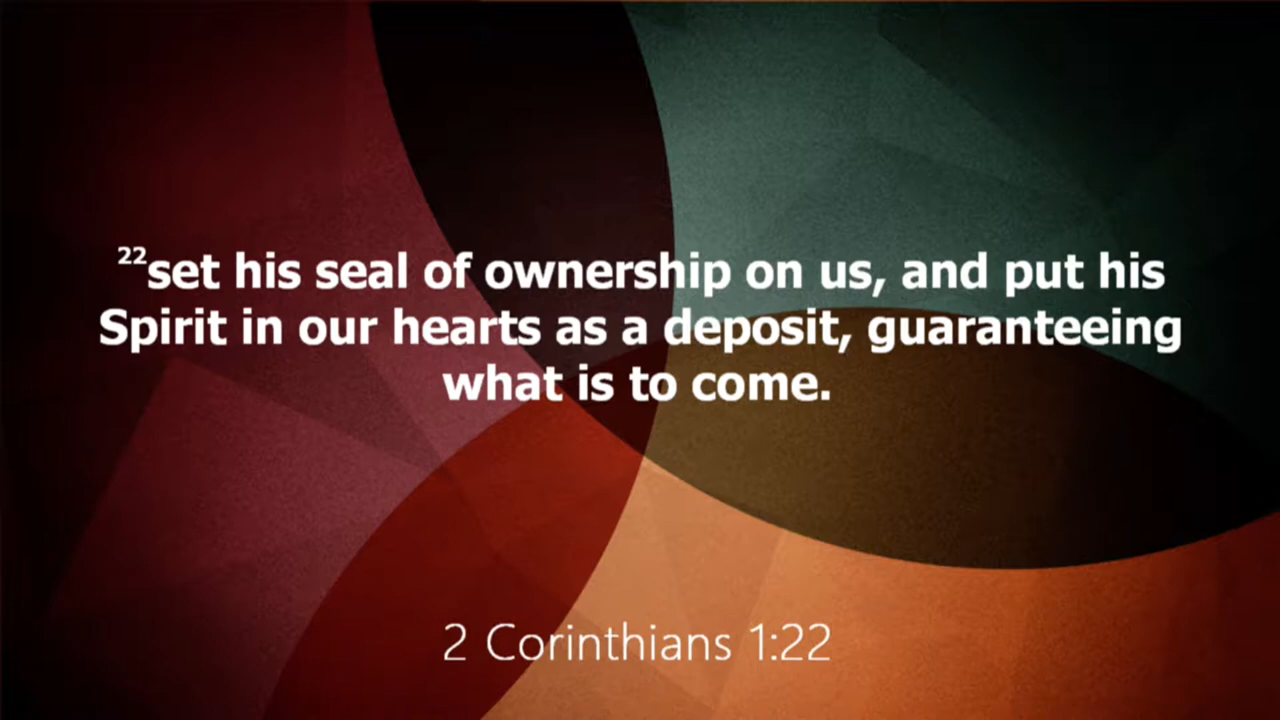 22set his seal of ownership on us, and put his
Spirit in our hearts as a deposit, guaranteeing
what is to come.
2 Corinthians 1:22